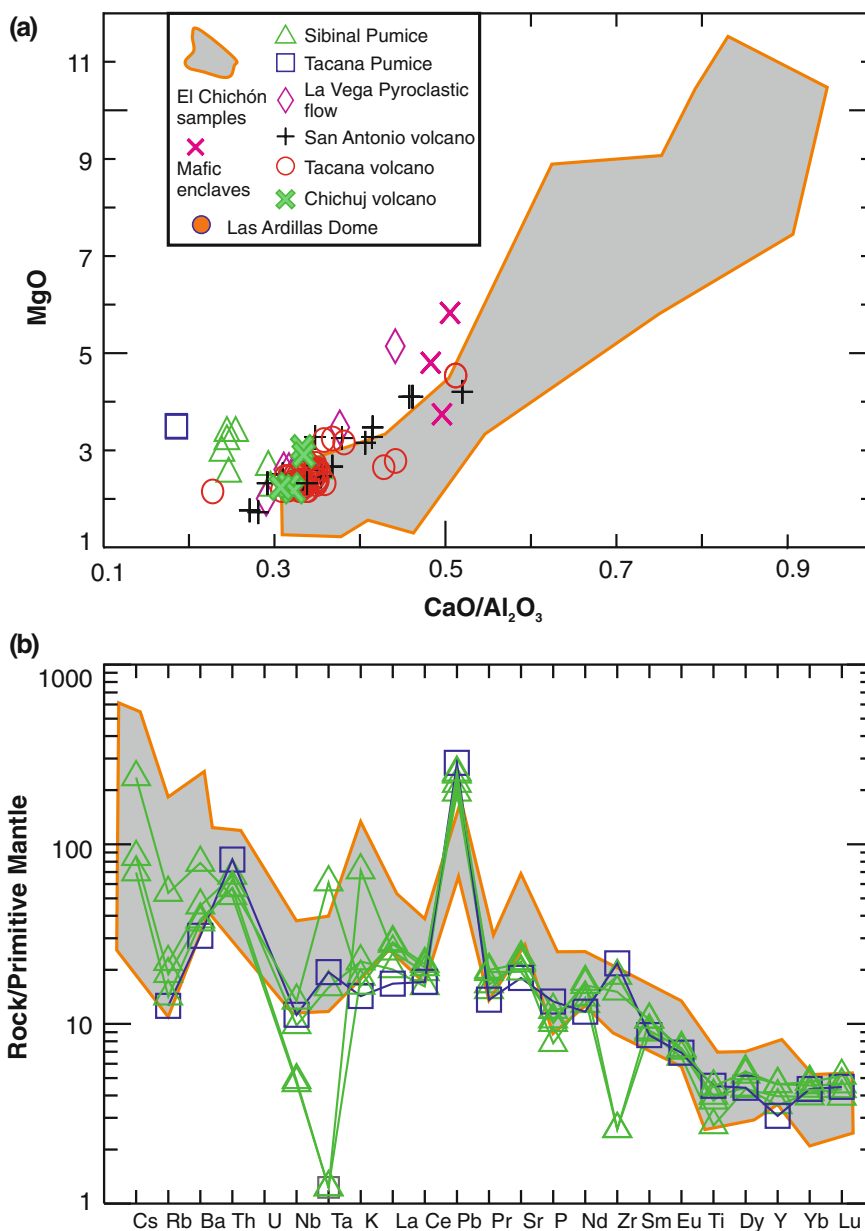 (a)
11
9
7
5
3
1
MgO
0.1
0.3
0.5
0.7
0.9
CaO/Al₂O₃
El Chichón
samples
Mafic
enclaves
Las Ardillas Dome
Sibinal Pumice
Tacana Pumice
La Vega Pyroclastic
flow
San Antonio volcano
Tacana volcano
Chichuj volcano
(b)
1000
100
10
1
Rock/Primitive Mantle
Cs Rb Ba Th U Nb Ta K La Ce Pb Pr Sr P Nd Zr Sm Eu Ti Dy Y Yb Lu